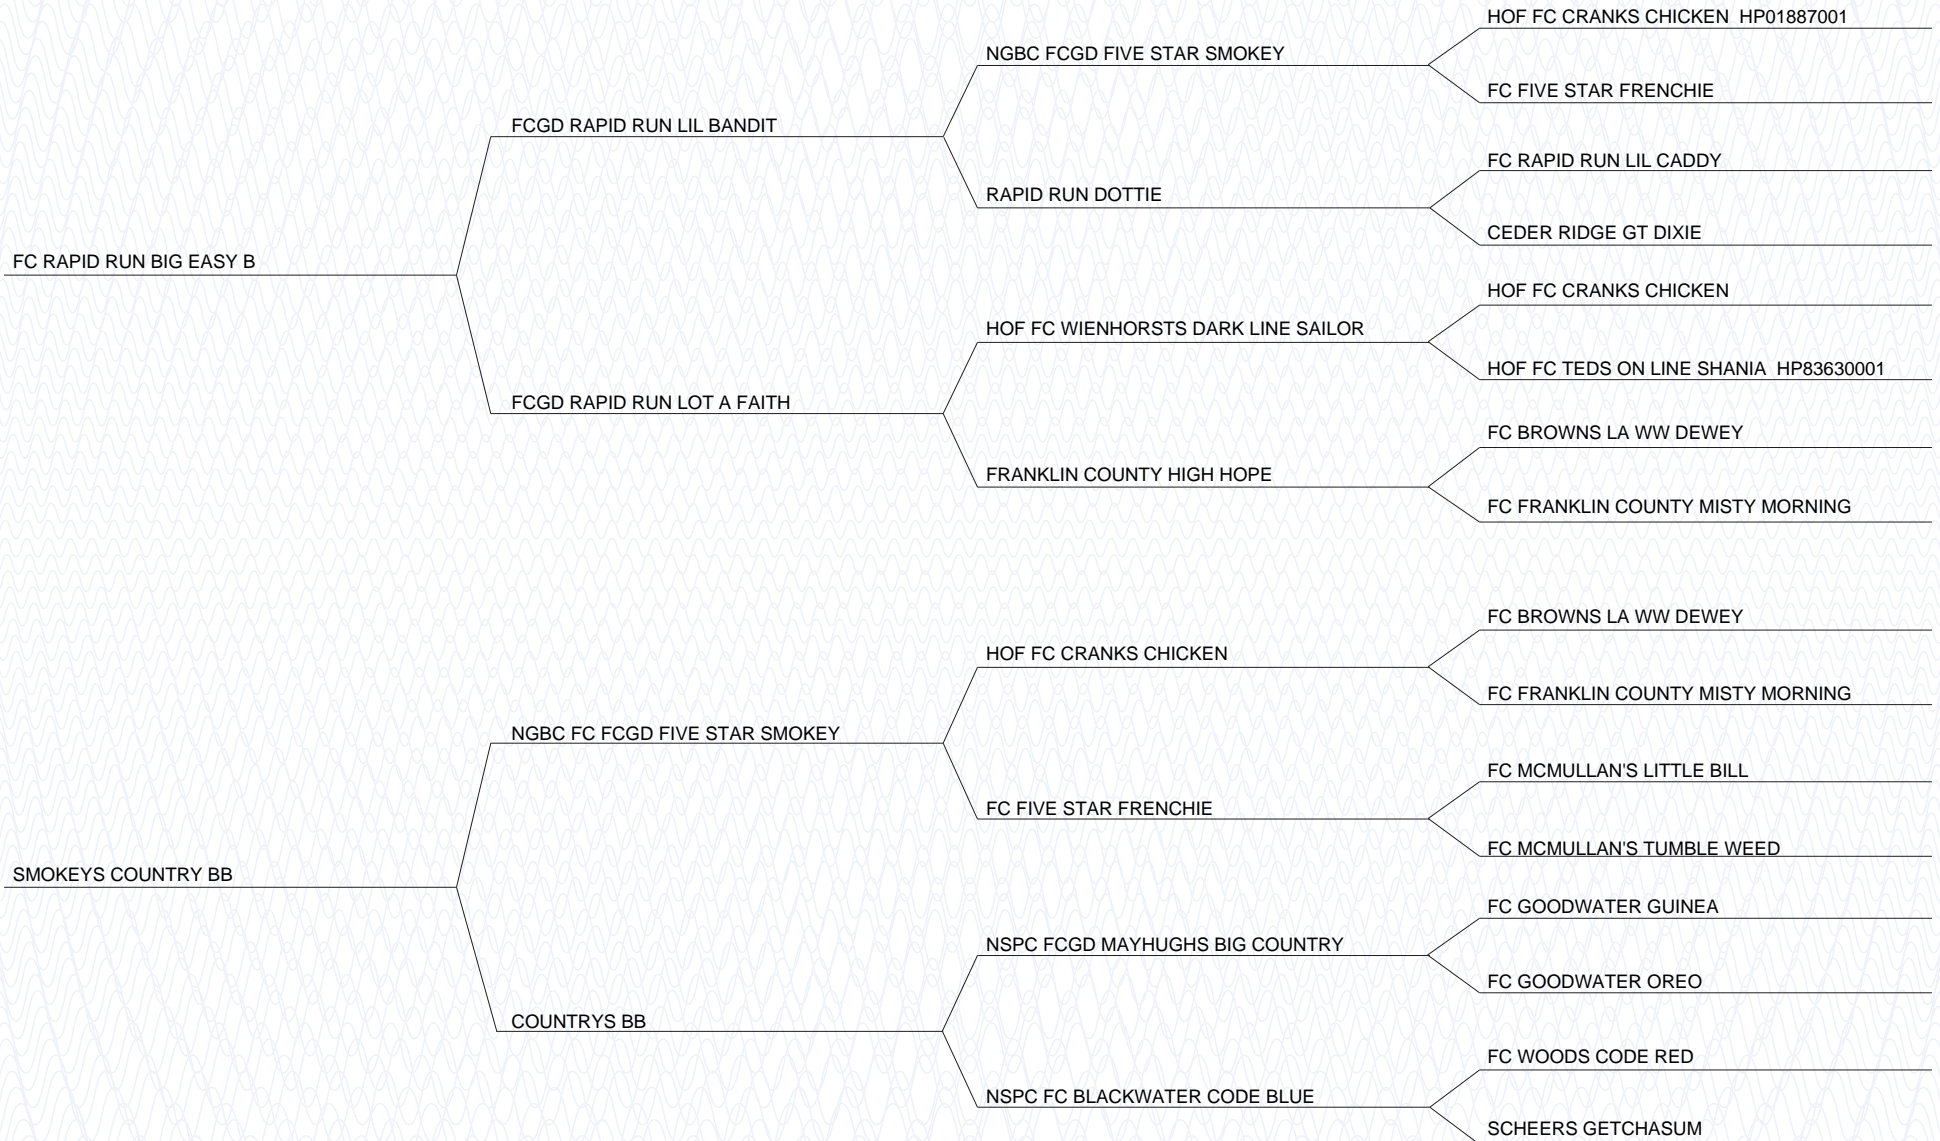 HOF FC CRANKS CHICKEN HP01887001
NGBC FCGD FIVE STAR SMOKEY
FC FIVE STAR FRENCHIE
FCGD RAPID RUN LIL BANDIT
FC RAPID RUN LIL CADDY
RAPID RUN DOTTIE
CEDER RIDGE GT DIXIE
FC RAPID RUN BIG EASY B
HOF FC CRANKS CHICKEN
HOF FC WIENHORSTS DARK LINE SAILOR
HOF FC TEDS ON LINE SHANIA HP83630001
FCGD RAPID RUN LOT A FAITH
FC BROWNS LA WW DEWEY
FRANKLIN COUNTY HIGH HOPE
FC FRANKLIN COUNTY MISTY MORNING
FC BROWNS LA WW DEWEY
HOF FC CRANKS CHICKEN
FC FRANKLIN COUNTY MISTY MORNING
NGBC FC FCGD FIVE STAR SMOKEY
FC MCMULLAN'S LITTLE BILL
FC FIVE STAR FRENCHIE
FC MCMULLAN'S TUMBLE WEED
SMOKEYS COUNTRY BB
FC GOODWATER GUINEA
NSPC FCGD MAYHUGHS BIG COUNTRY
FC GOODWATER OREO
COUNTRYS BB
FC WOODS CODE RED
NSPC FC BLACKWATER CODE BLUE
SCHEERS GETCHASUM